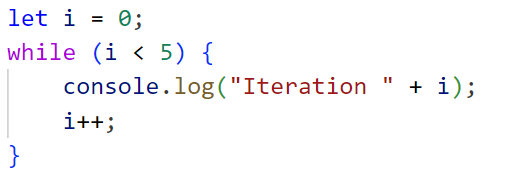 let i = 0;
while (i < 5) {
    console.log("Iteration " + i);
    i++;
}